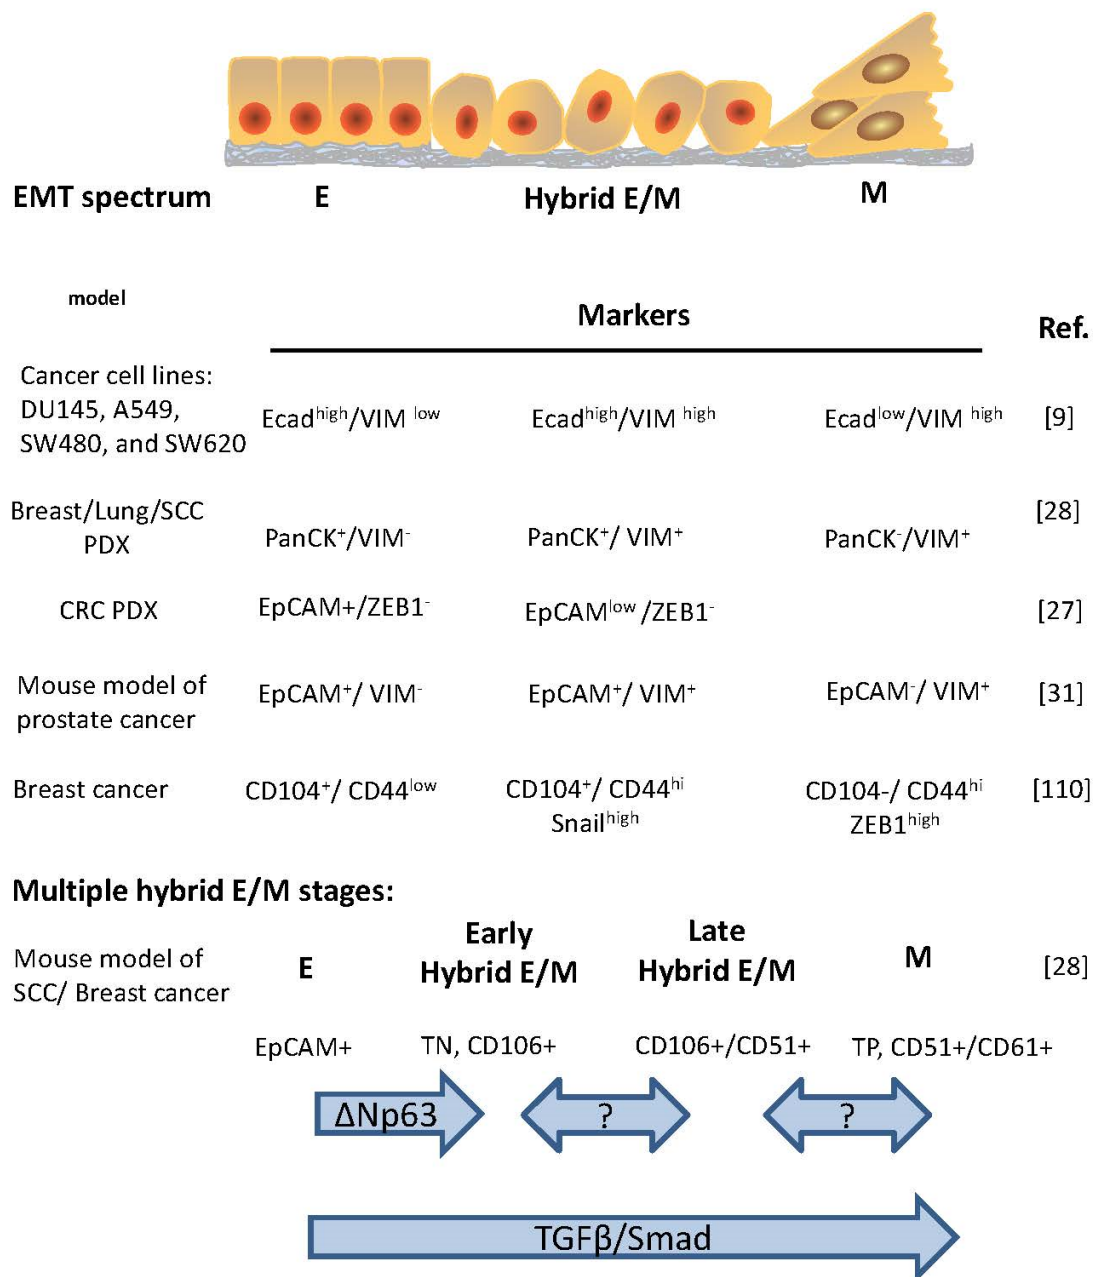 EMT spectrum E Hybrid E/M M
model
Markers
Ref.
Cancer cell lines:
DU145, A549,
SW480, and SW620
Ecadhigh/VIM low Ecadhigh/VIM high Ecadlow/VIM high [9]
Breast/Lung/SCC
PDX
PanCK+/VIM- PanCK+/ VIM+ PanCK-/VIM+ [28]
CRC PDX EpCAM+/ZEB1- EpCAMlow /ZEB1- [27]
Mouse model of
prostate cancer
EpCAM+/ VIM- EpCAM+/ VIM+ EpCAM-/ VIM+ [31]
Breast cancer CD104+/ CD44low CD104+/ CD44hi CD104-/ CD44hi [110]
Snailhigh ZEB1high
Multiple hybrid E/M stages:
Mouse model of
SCC/ Breast cancer
E
Early
Hybrid E/M
Late
Hybrid E/M
M
[28]
EpCAM+ TN, CD106+ CD106+/CD51+ TP, CD51+/CD61+
ΔNp63 ? ?
TGFβ/Smad